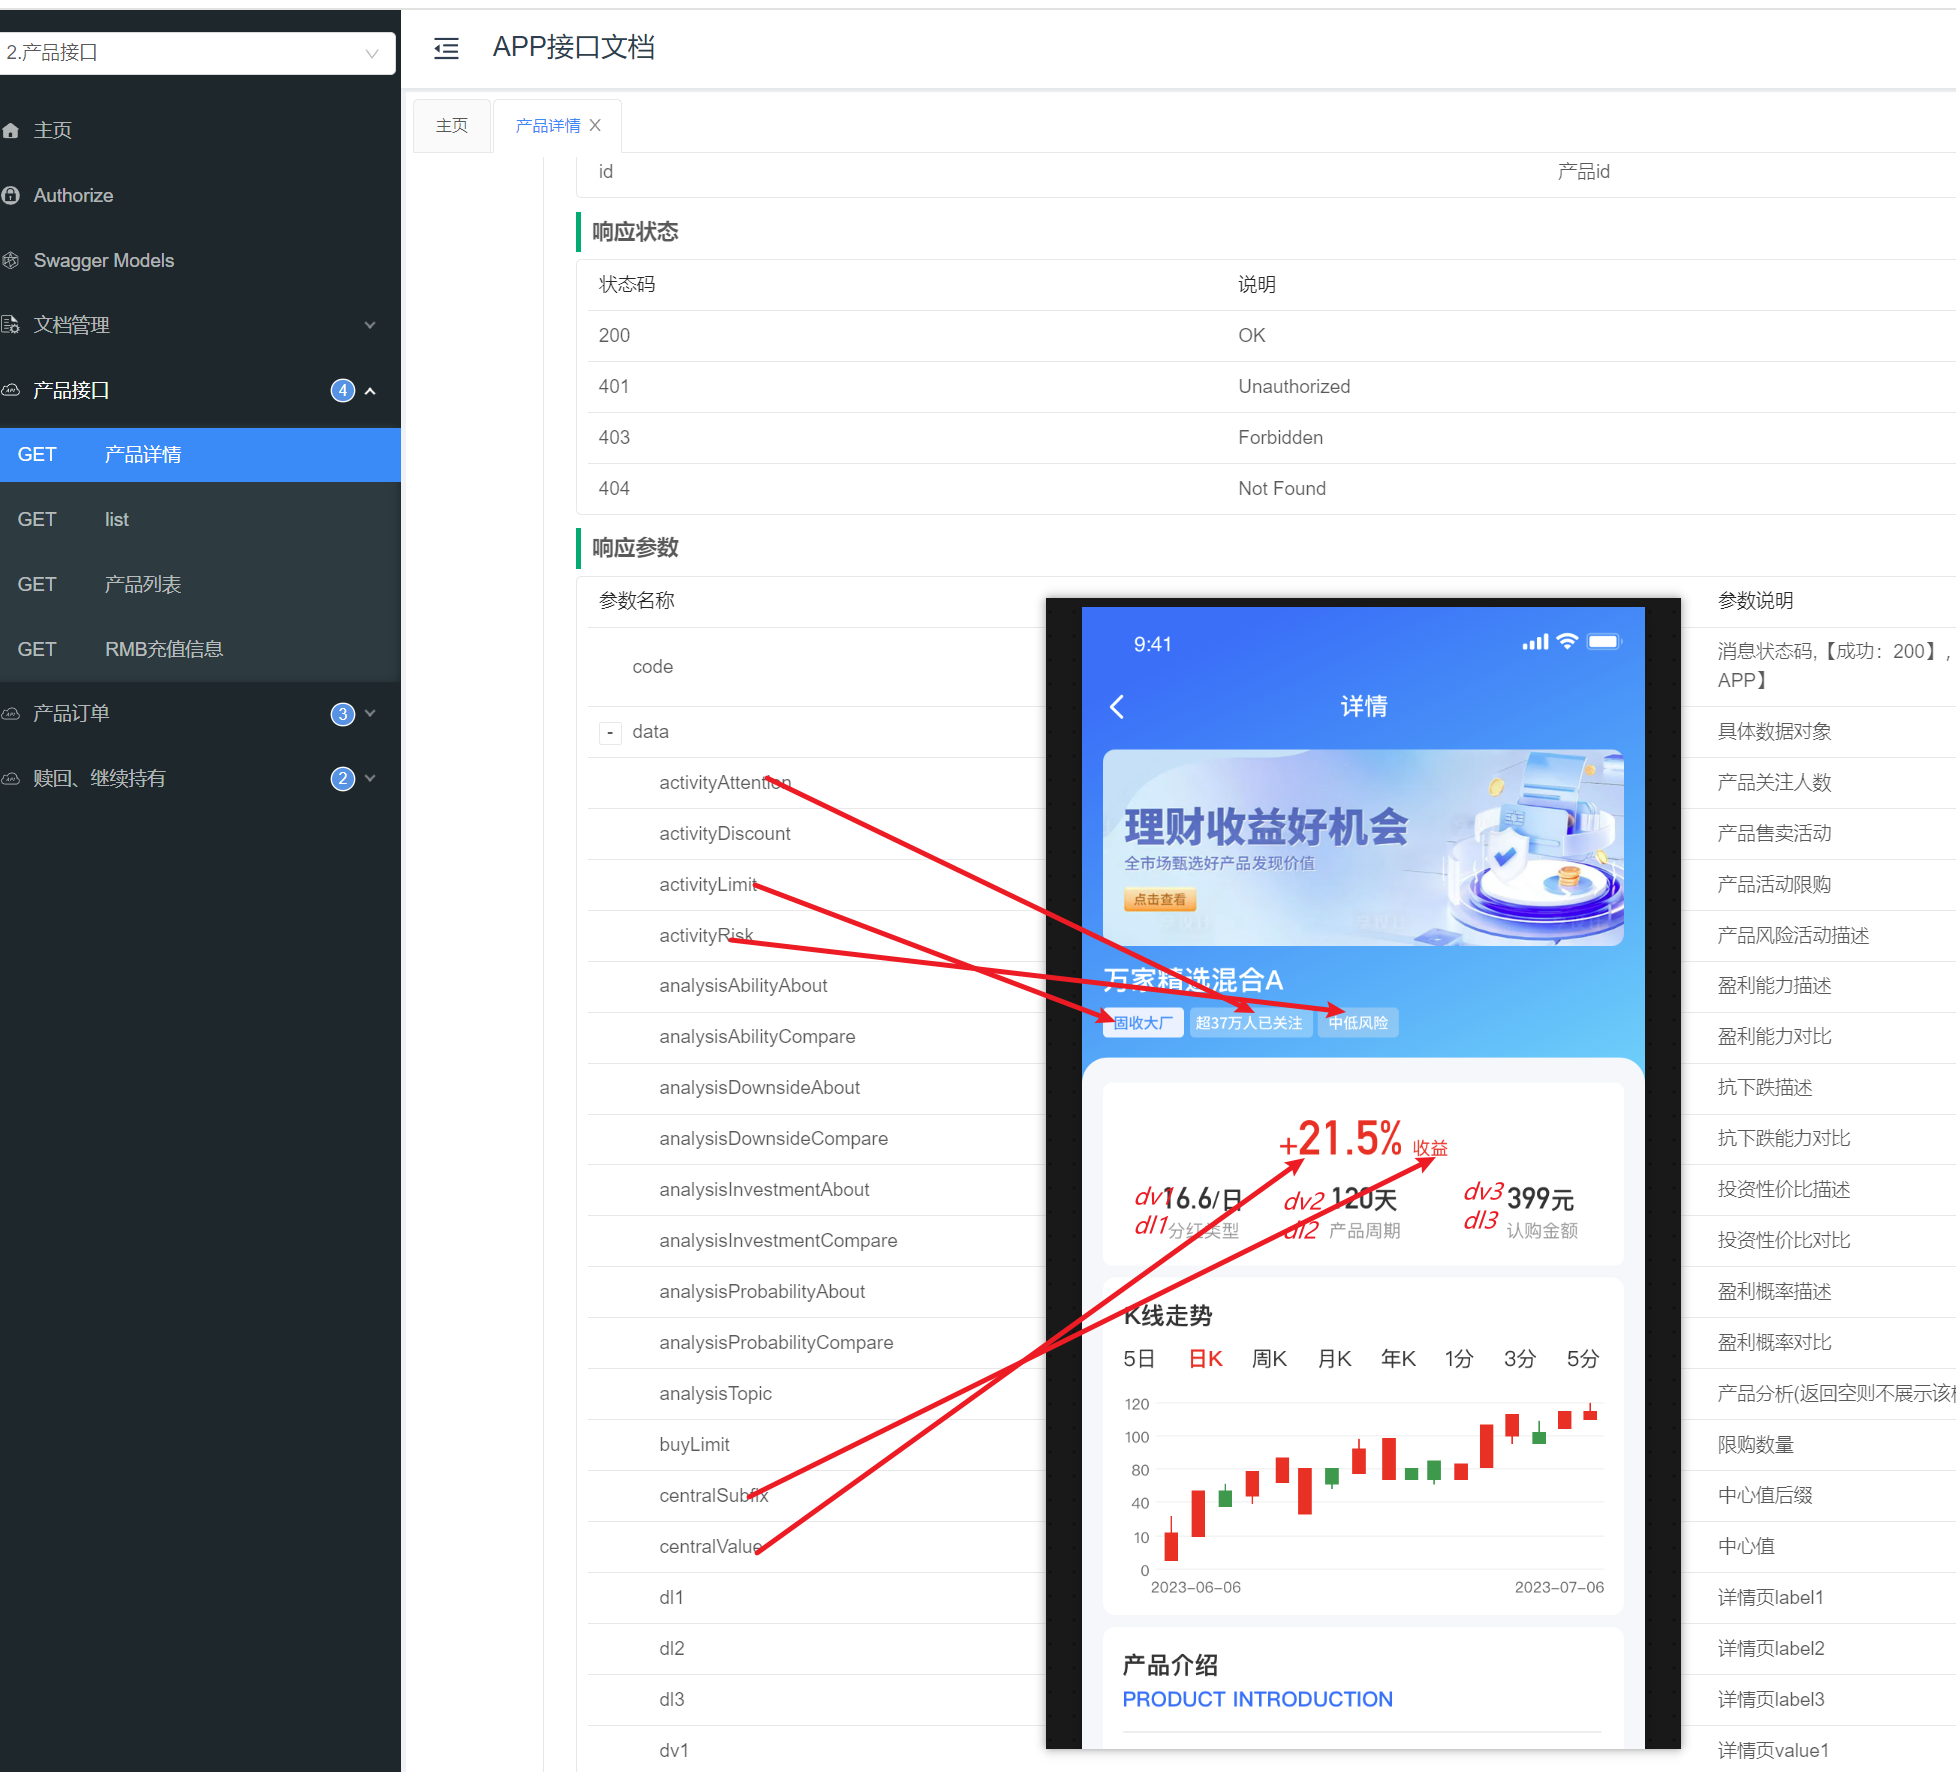 2.产品接口
主页
Authorize
Swagger Models
文档管理
产品接口 4
GET 产品详情
GET list
GET 产品列表
GET RMB充值信息
产品订单 3
赎回、继续持有 2
APP接口文档
主页
产品详情 X
id 产品id
响应状态
状态码 说明
200 OK
401 Unauthorized
403 Forbidden
404 Not Found
响应参数
参数名称 参数说明
code 消息状态码,【成功：200】,
APP】
- data 具体数据对象
activityAttention 产品关注人数
activityDiscount 产品售卖活动
activityLimit 产品活动限购
activityRisk 产品风险活动描述
analysisAbilityAbout 盈利能力描述
analysisAbilityCompare 盈利能力对比
analysisDownsideAbout 抗下跌描述
analysisDownsideCompare 抗下跌能力对比
analysisInvestmentAbout 投资性价比描述
analysisInvestmentCompare 投资性价比对比
analysisProbabilityAbout 盈利概率描述
analysisProbabilityCompare 盈利概率对比
analysisTopic 产品分析(返回空则不展示该
buyLimit 限购数量
centralSubfix 中心值后缀
centralValue 中心值
dl1 详情页label1
dl2 详情页label2
dl3 详情页label3
dv1 详情页value1
9:41
详情
理财收益好机会
全市场甄选好产品发现价值
点击查看
万家精选混合A
固收大厂 超37万人已关注 中低风险
+21.5% 收益
dv1 16.6/日 dv2 120天 dv3 399元
dl1 分红类型 dl2 产品周期 dl3 认购金额
K线走势
5日 日K 周K 月K 年K 1分 3分 5分
120
100
80
40
10
0
2023-06-06 2023-07-06
产品介绍
PRODUCT INTRODUCTION